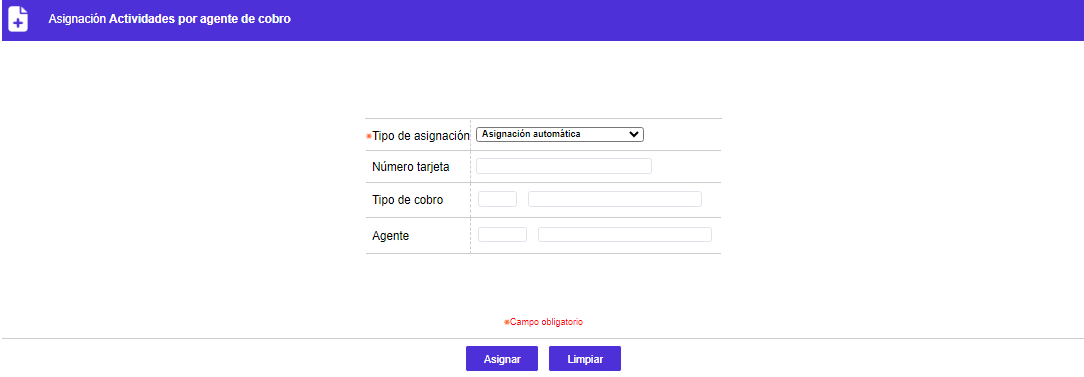 Asignación Actividades por agente de cobro
*Tipo de asignación Asignación automática
Número tarjeta
Tipo de cobro
Agente
*Campo obligatorio
Asignar Limpiar